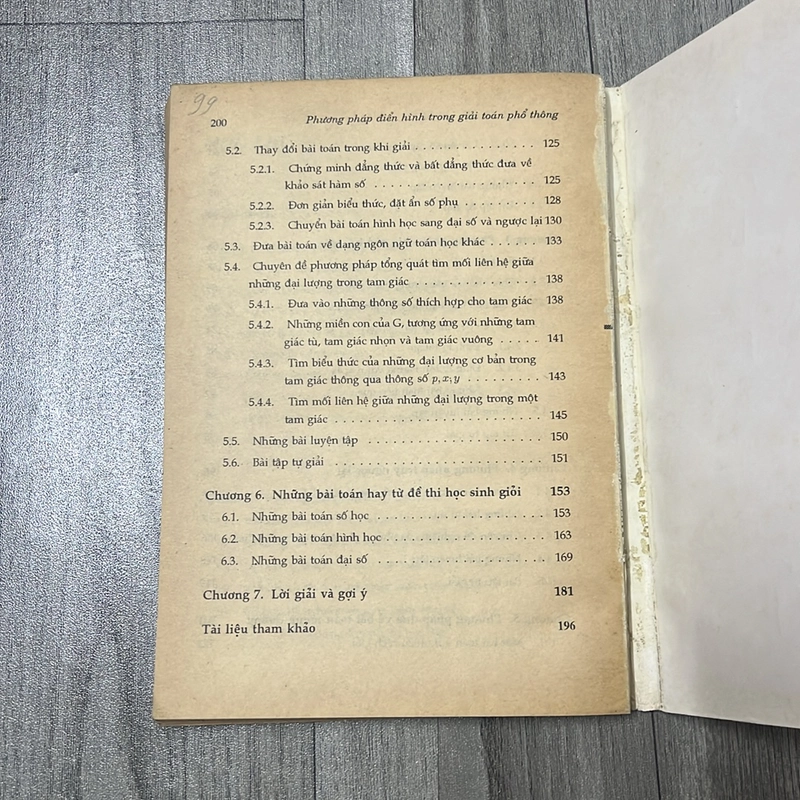 99
200 Phương pháp điển hình trong giải toán phổ thông
5.2. Thay đổi bài toán trong khi giải . . . . . . . . . . . . . . . 125
5.2.1. Chứng minh đẳng thức và bất đẳng thức đưa về
khảo sát hàm số . . . . . . . . . . . . . . . . . . . 125
5.2.2. Đơn giản biểu thức, đặt ẩn số phụ . . . . . . . . 128
5.2.3. Chuyển bài toán hình học sang đại số và ngược lại 130
5.3. Đưa bài toán về dạng ngôn ngữ toán học khác . . . . . . 133
5.4. Chuyên đề phương pháp tổng quát tìm mối liên hệ giữa
những đại lượng trong tam giác . . . . . . . . . . . . . . 138
5.4.1. Đưa vào những thông số thích hợp cho tam giác 138
5.4.2. Những miền con của G, tương ứng với những tam
giác tù, tam giác nhọn và tam giác vuông . . . . . 141
5.4.3. Tìm biểu thức của những đại lượng cơ bản trong
tam giác thông qua thông số p, x; y . . . . . . . . 143
5.4.4. Tìm mối liên hệ giữa những đại lượng trong một
tam giác . . . . . . . . . . . . . . . . . . . . . . . 145
5.5. Những bài luyện tập . . . . . . . . . . . . . . . . . . . . 150
5.6. Bài tập tự giải . . . . . . . . . . . . . . . . . . . . . . . 151
Chương 6. Những bài toán hay từ đề thi học sinh giỏi 153
6.1. Những bài toán số học . . . . . . . . . . . . . . . . . . . 153
6.2. Những bài toán hình học . . . . . . . . . . . . . . . . . . 163
6.3. Những bài toán đại số . . . . . . . . . . . . . . . . . . . 169
Chương 7. Lời giải và gợi ý 181
Tài liệu tham khảo 196